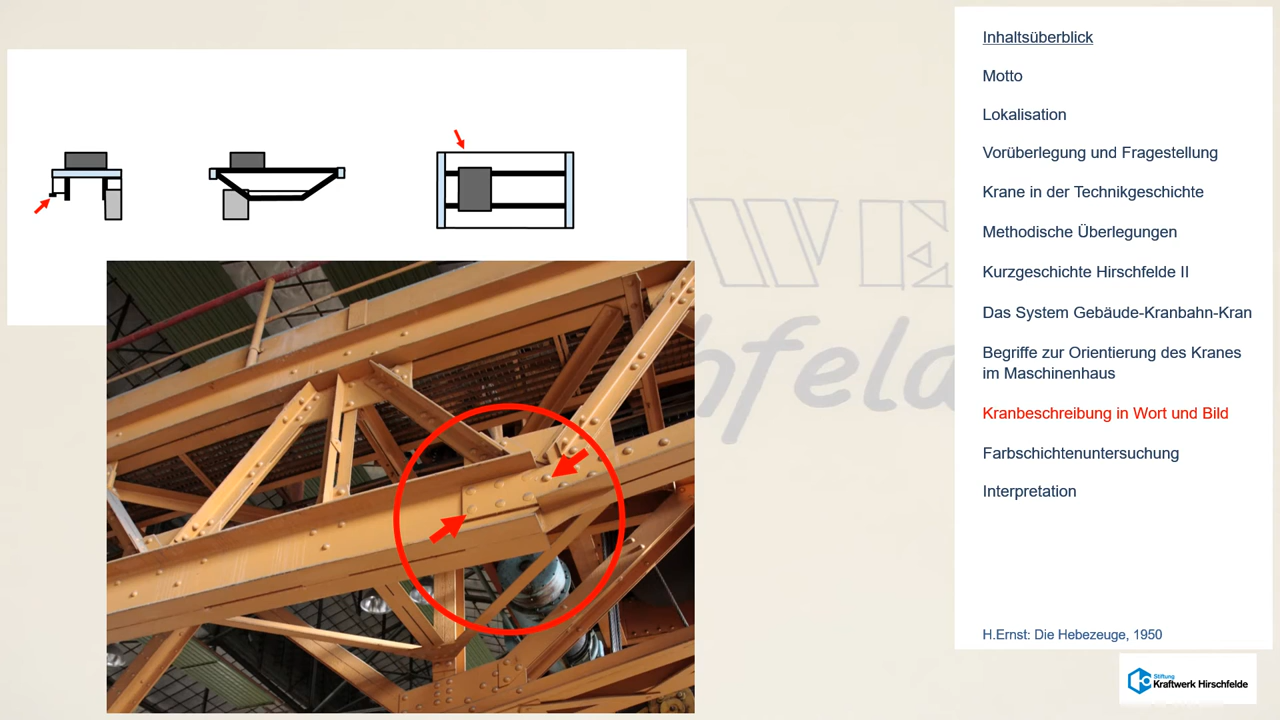 Inhaltsüberblick
Motto
Lokalisation
Vorüberlegung und Fragestellung
Krane in der Technikgeschichte
Methodische Überlegungen
Kurzgeschichte Hirschfelde II
Das System Gebäude-Kranbahn-Kran
Begriffe zur Orientierung des Kranes
im Maschinenhaus
Kranbeschreibung in Wort und Bild
Farbschichtenuntersuchung
Interpretation
H.Ernst: Die Hebezeuge, 1950
Stiftung
Kraftwerk Hirschfelde